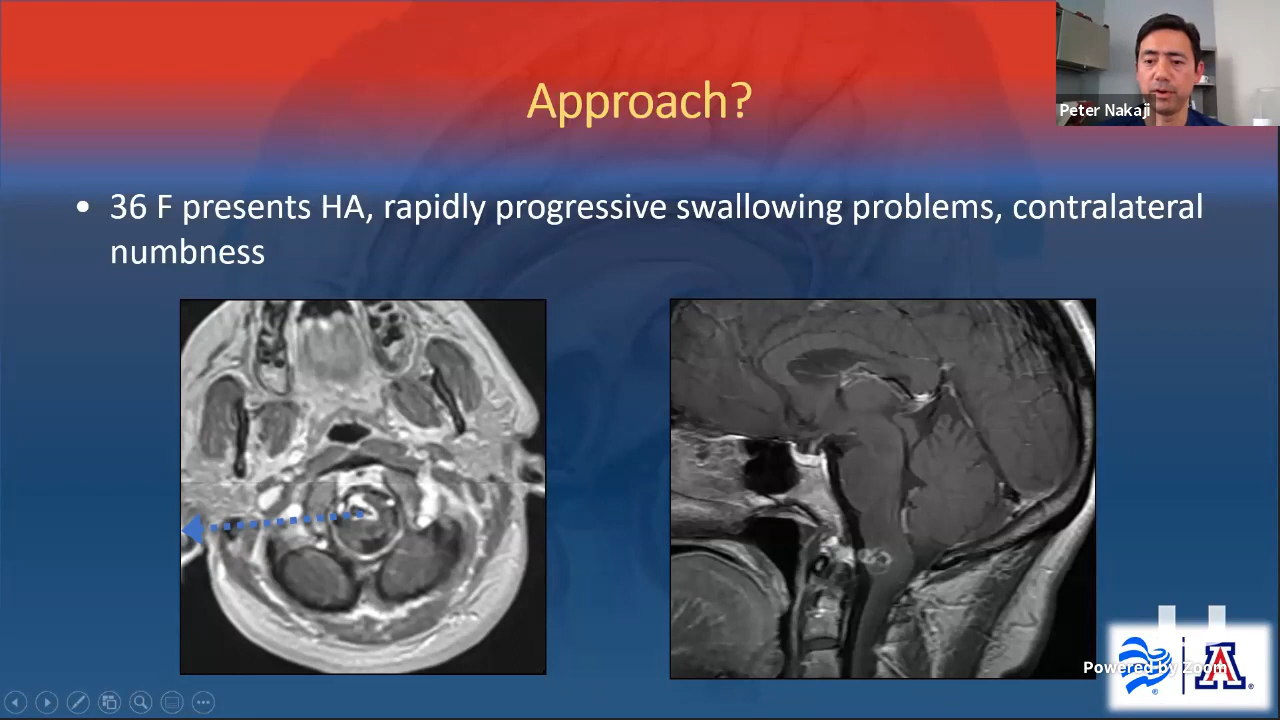 Approach?
Peter Nakaji
• 36 F presents HA, rapidly progressive swallowing problems, contralateral
numbness
Powered by Zoom
A